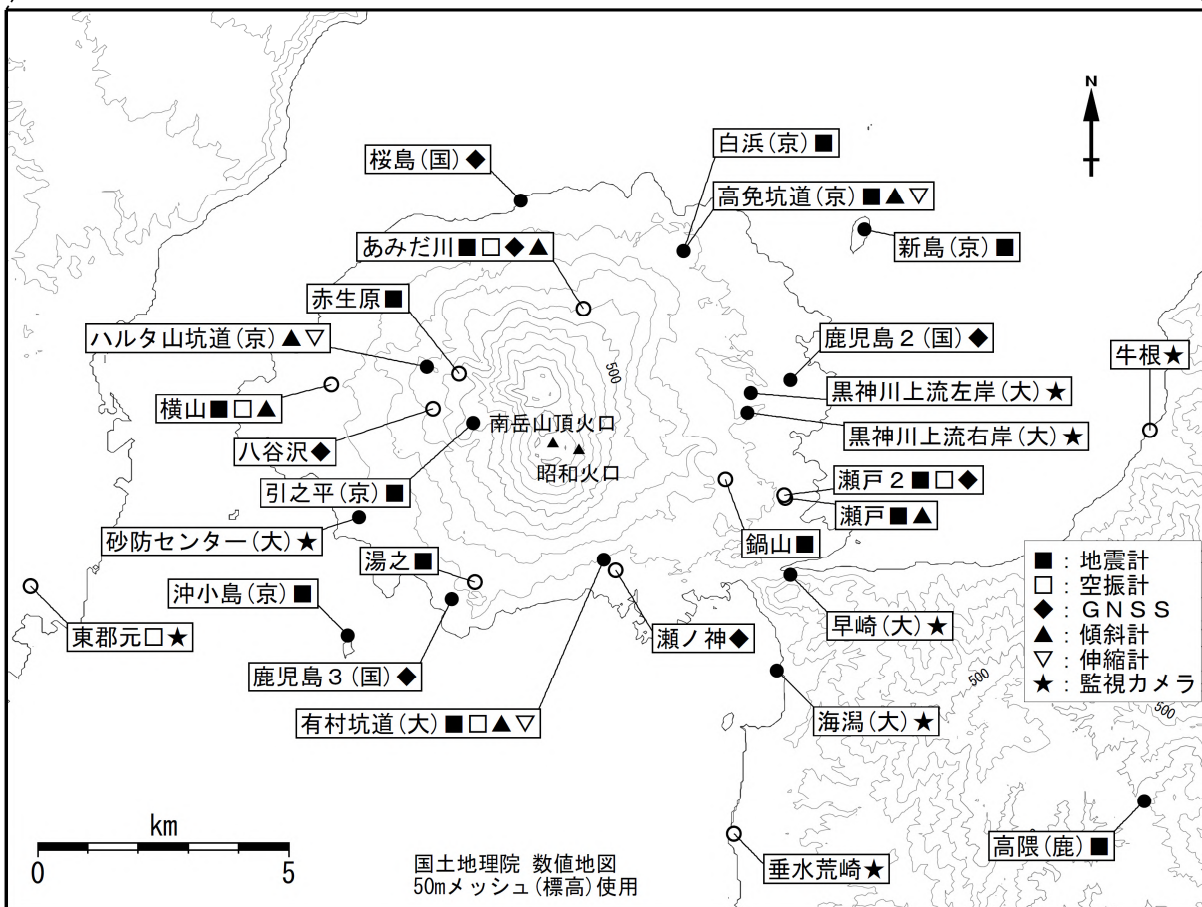 N
白浜(京)■
桜島(国)◆
高免坑道(京)■▲▽
あみだ川■□◆▲
新島(京)■
赤生原■
ハルタ山坑道(京)▲▽
鹿児島2(国)◆
牛根★
500
黒神川上流左岸(大)★
横山■□▲
南岳山頂火口
黒神川上流右岸(大)★
八谷沢◆
昭和火口
瀬戸2■□◆
引之平(京)■
瀬戸■▲
砂防センター(大)★
鍋山■
湯之■
■:地震計
□:空振計
◆:GNSS
▲:傾斜計
▽:伸縮計
★:監視カメラ
沖小島(京)■
早崎(大)★
東郡元□★
瀬ノ神◆
鹿児島3(国)◆
500
500
有村坑道(大)■□▲▽
海潟(大)★
km
0 5
高隈(鹿)■
国土地理院 数値地図
50mメッシュ(標高)使用
垂水荒崎★